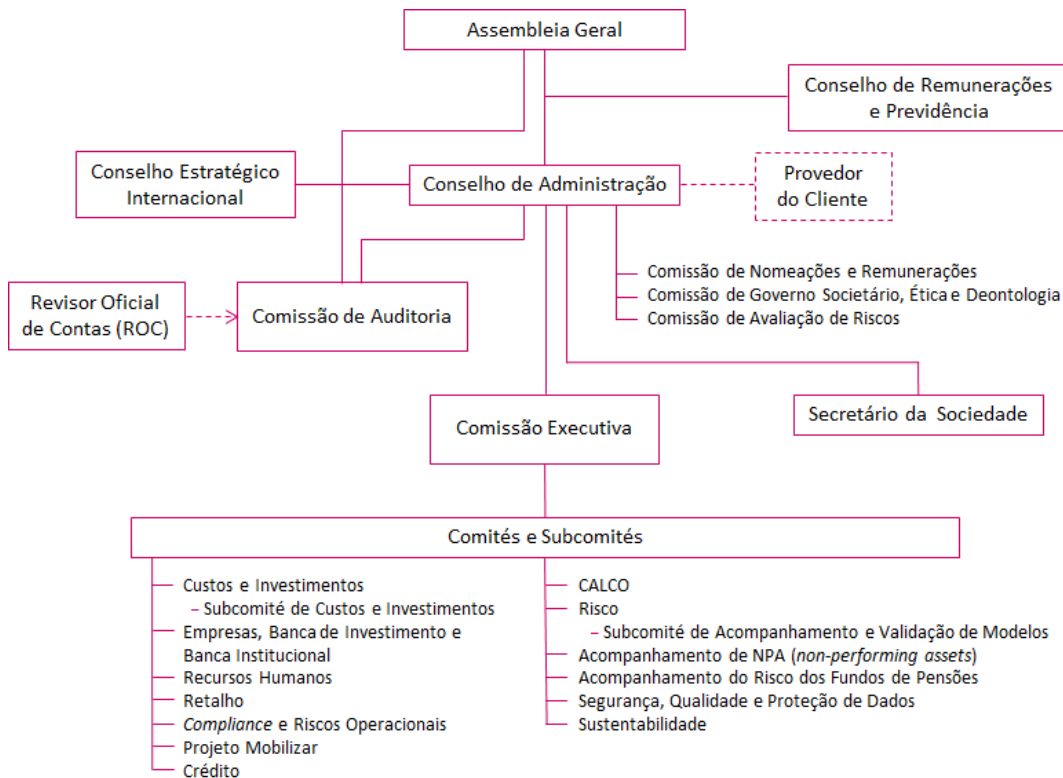 Assembleia Geral
Conselho de Remunerações
e Previdência
Conselho Estratégico
Internacional
Conselho de Administração
Provedor
do Cliente
Comissão de Nomeações e Remunerações
Comissão de Governo Societário, Ética e Deontologia
Comissão de Avaliação de Riscos
Revisor Oficial
de Contas (ROC)
Comissão de Auditoria
Comissão Executiva
Secretário da Sociedade
Comités e Subcomités
Custos e Investimentos
– Subcomité de Custos e Investimentos
Empresas, Banca de Investimento e
Banca Institucional
Recursos Humanos
Retalho
Compliance e Riscos Operacionais
Projeto Mobilizar
Crédito
CALCO
Risco
– Subcomité de Acompanhamento e Validação de Modelos
Acompanhamento de NPA (non-performing assets)
Acompanhamento do Risco dos Fundos de Pensões
Segurança, Qualidade e Proteção de Dados
Sustentabilidade